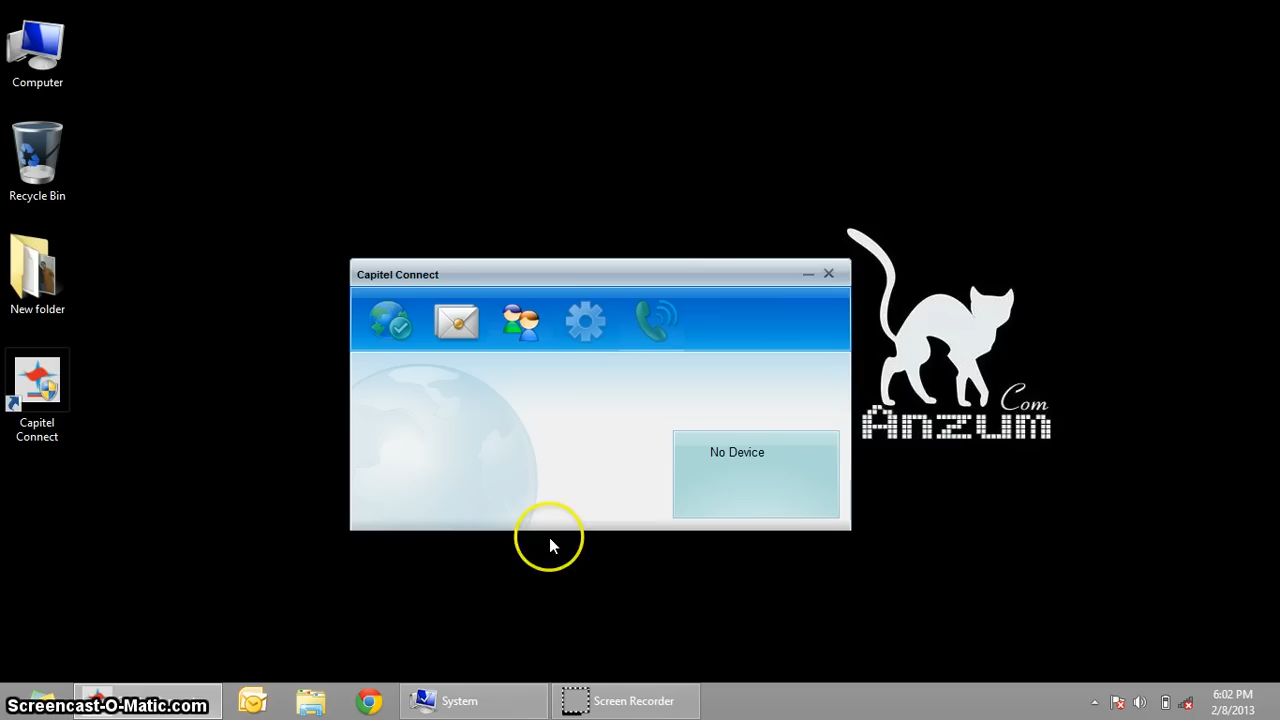 Computer
Recycle Bin
New folder
Capitel
Connect
Capitel Connect
No Device
Com
Anzum
Screencast-O-Matic.com
System
Screen Recorder
6:02 PM
2/8/2013